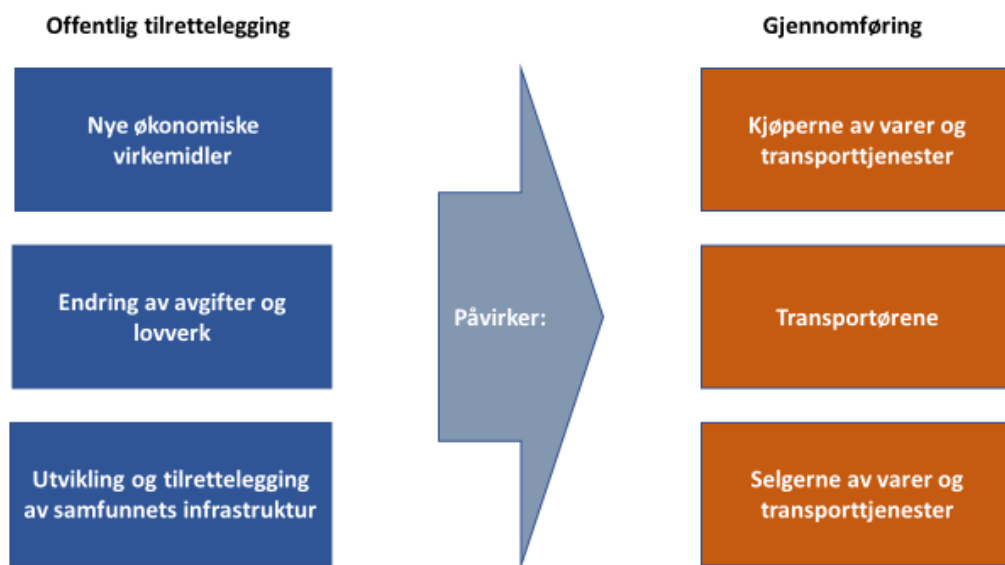 Offentlig tilrettelegging
Nye økonomiske
virkemidler
Endring av avgifter og
lovverk
Utvikling og tilrettelegging
av samfunnets infrastruktur
Påvirker:
Gjennomføring
Kjøperne av varer og
transporttjenester
Transportørene
Selgerne av varer og
transporttjenester